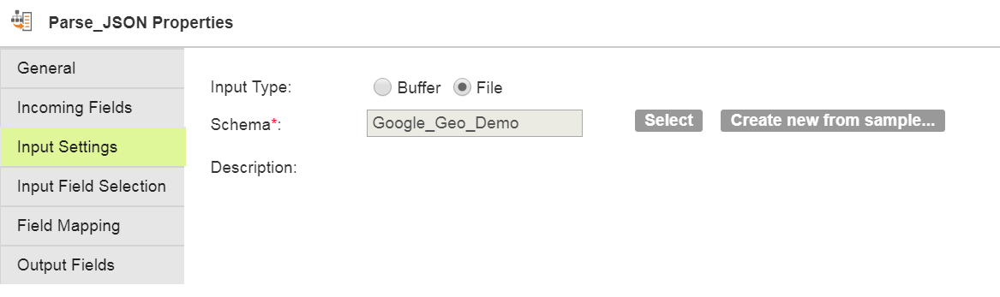 Parse_JSON Properties
General
Incoming Fields
Input Settings
Input Field Selection
Field Mapping
Output Fields
Input Type: Buffer File
Schema*: Google_Geo_Demo Select Create new from sample...
Description: